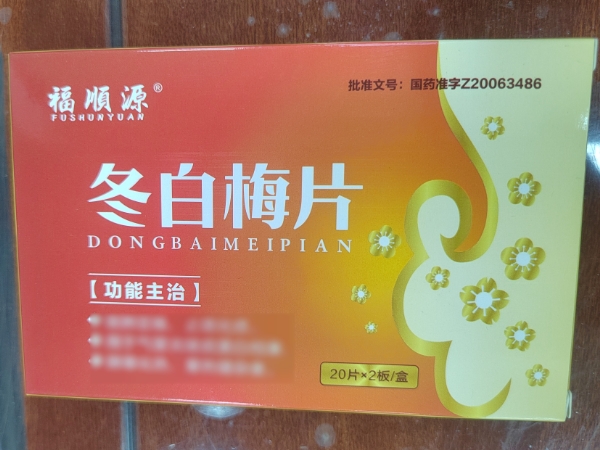 福順源®
FUSHUNYUAN
批准文号：国药准字Z20063486
冬白梅片
DONGBAIMEIPIAN
【功能主治】
20片×2板/盒